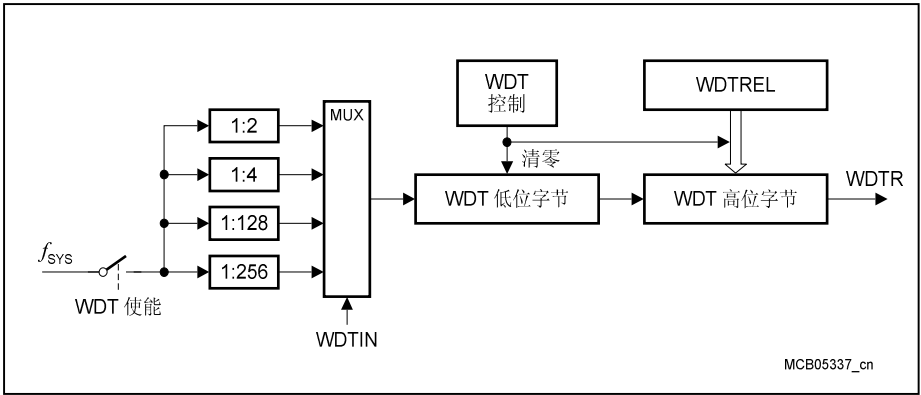 WDT
控制
WDTREL
MUX
1:2
清零
1:4
WDT 低位字节
WDT 高位字节
WDTR
1:128
fSYS
1:256
WDT 使能
WDTIN
MCB05337_cn